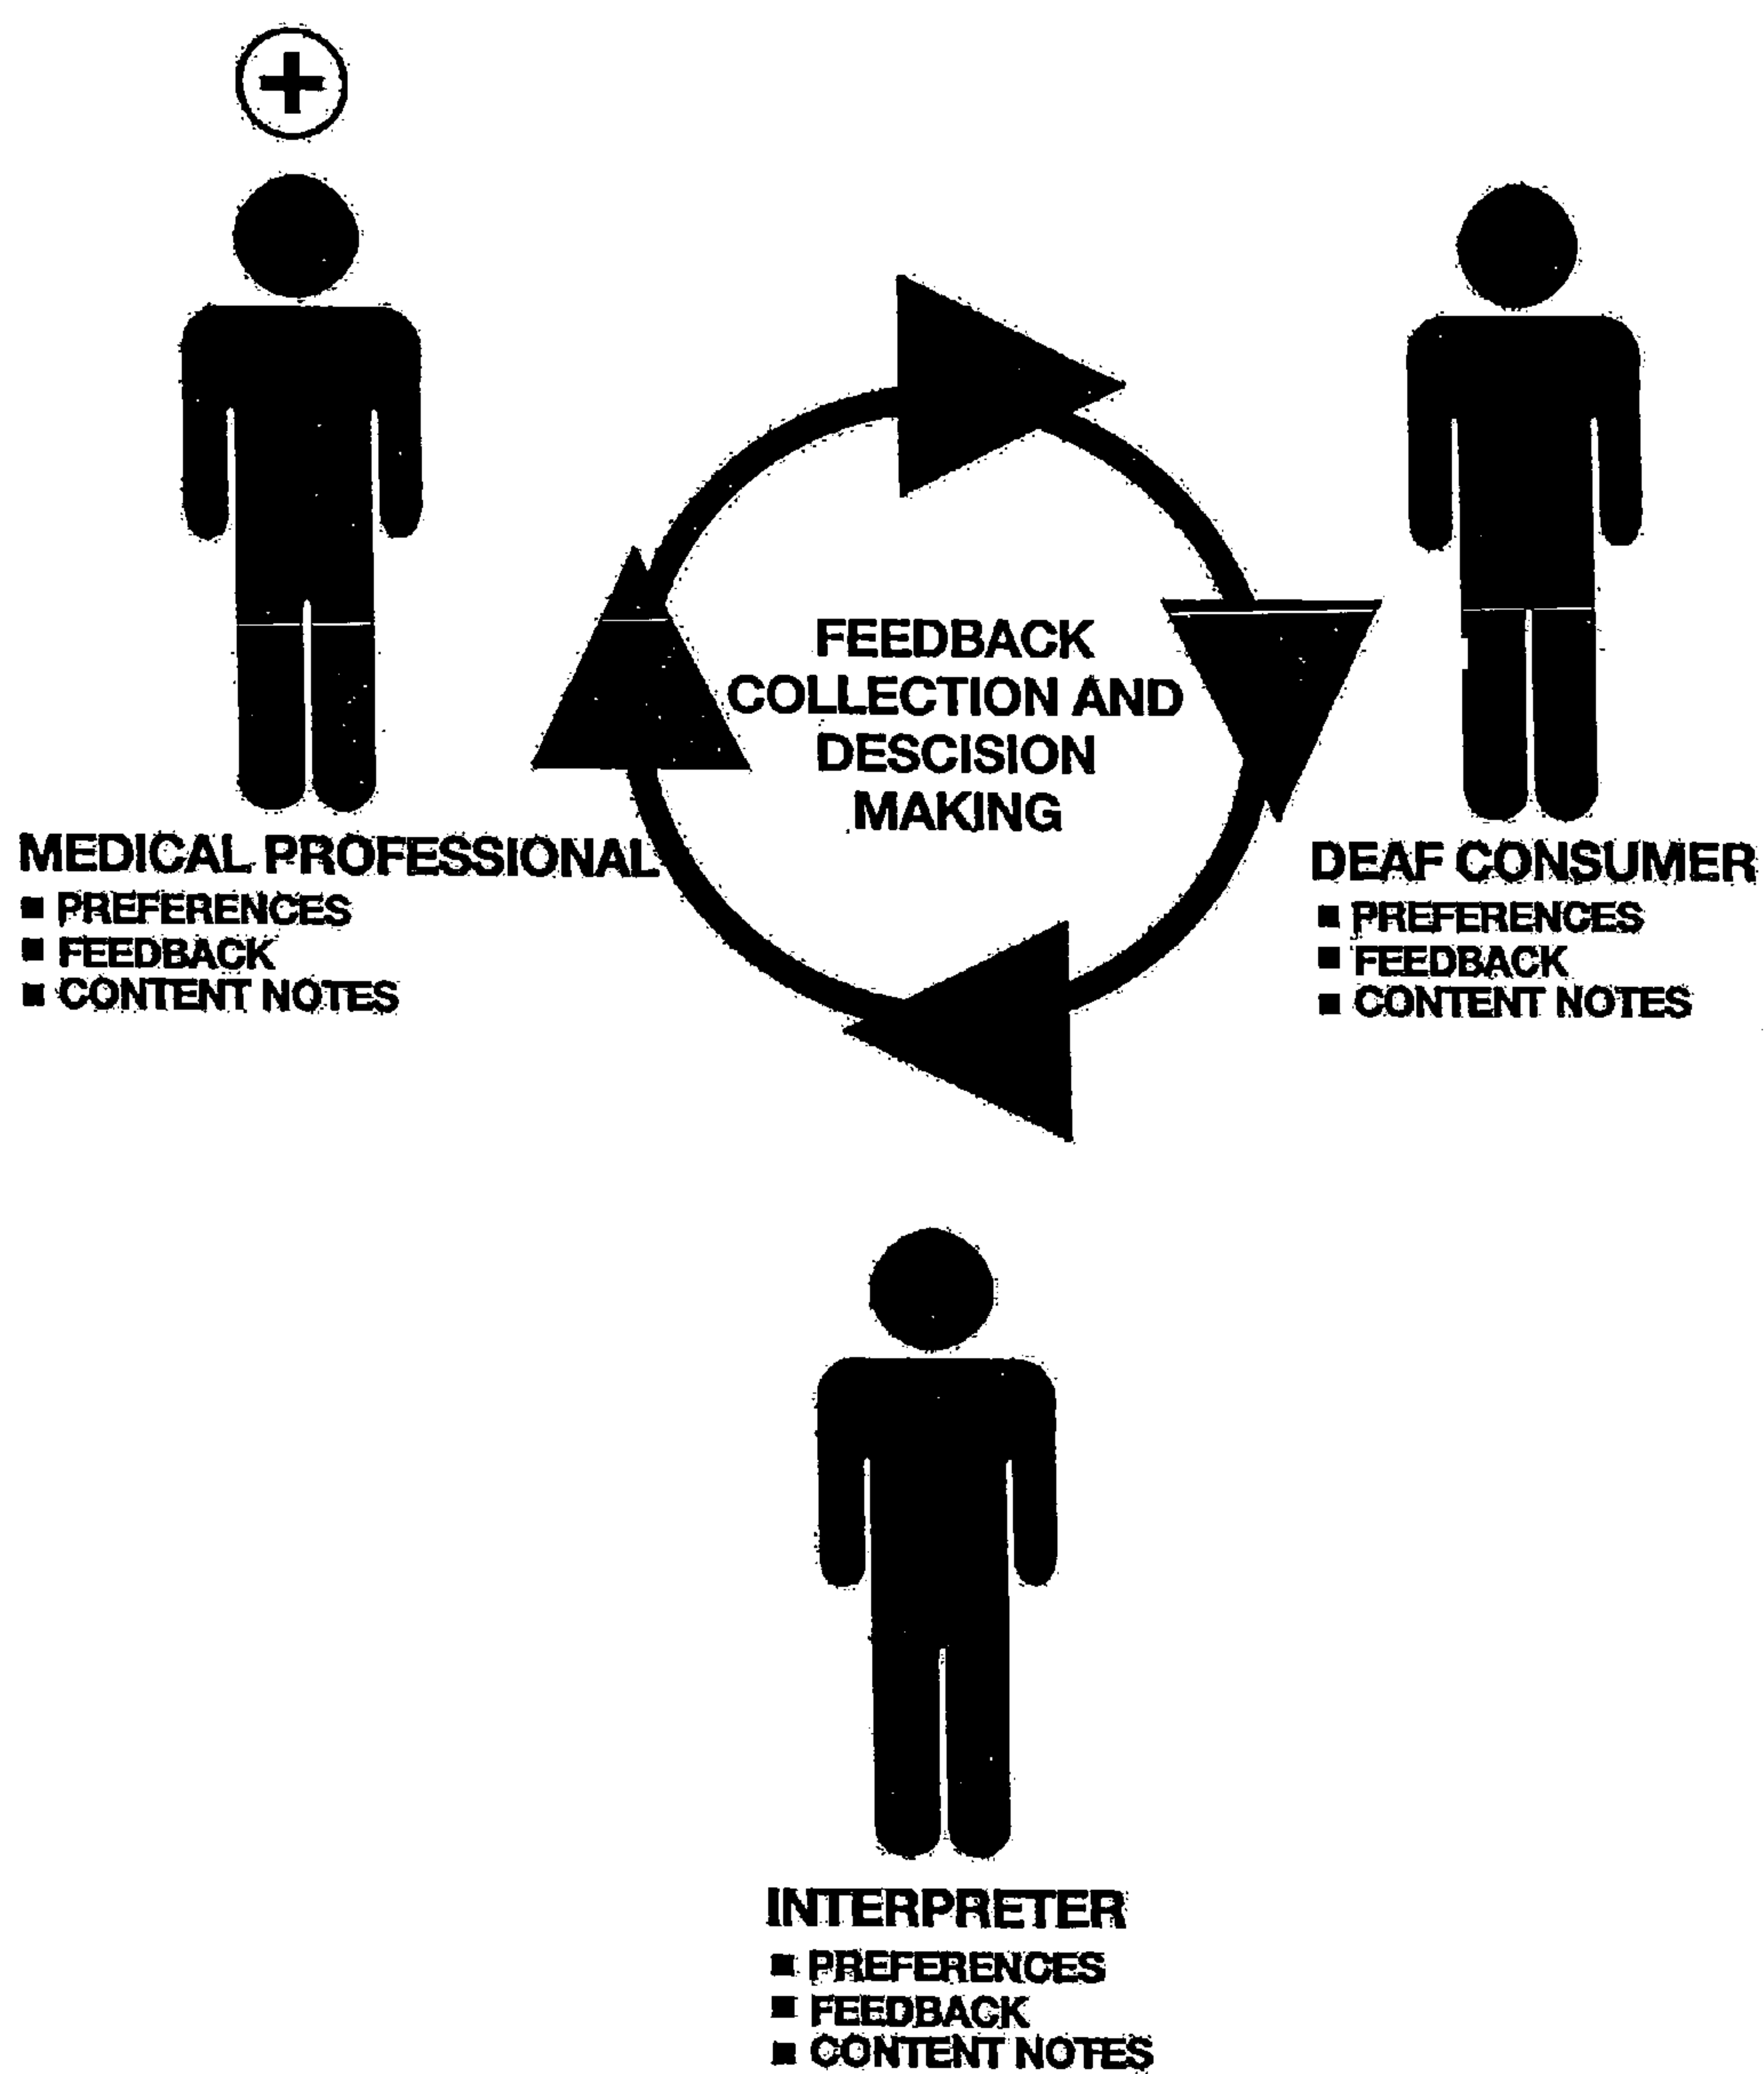 FEEDBACK
COLLECTION AND
DESCISION
MAKING
MEDICAL PROFESSIONAL
▪ PREFERENCES
▪ FEEDBACK
▪ CONTENT NOTES
DEAF CONSUMER
▪ PREFERENCES
▪ FEEDBACK
▪ CONTENT NOTES
INTERPRETER
▪ PREFERENCES
▪ FEEDBACK
▪ CONTENT NOTES